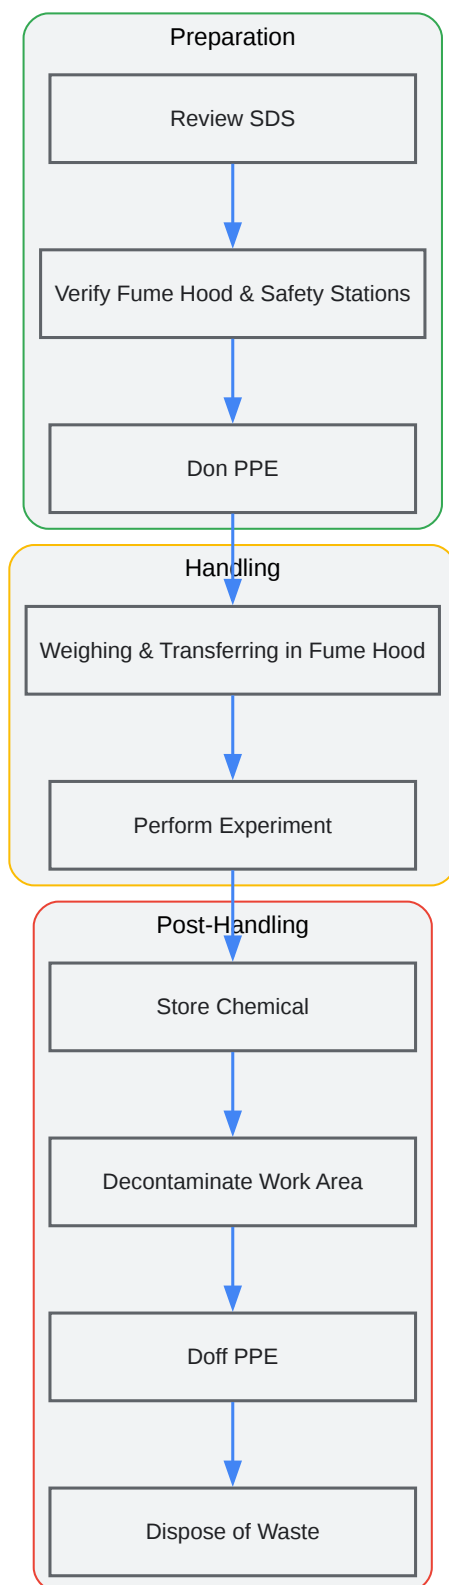 Preparation
Review SDS
Verify Fume Hood & Safety Stations
Don PPE
Handling
Weighing & Transferring in Fume Hood
Perform Experiment
Post-Handling
Store Chemical
Decontaminate Work Area
Doff PPE
Dispose of Waste